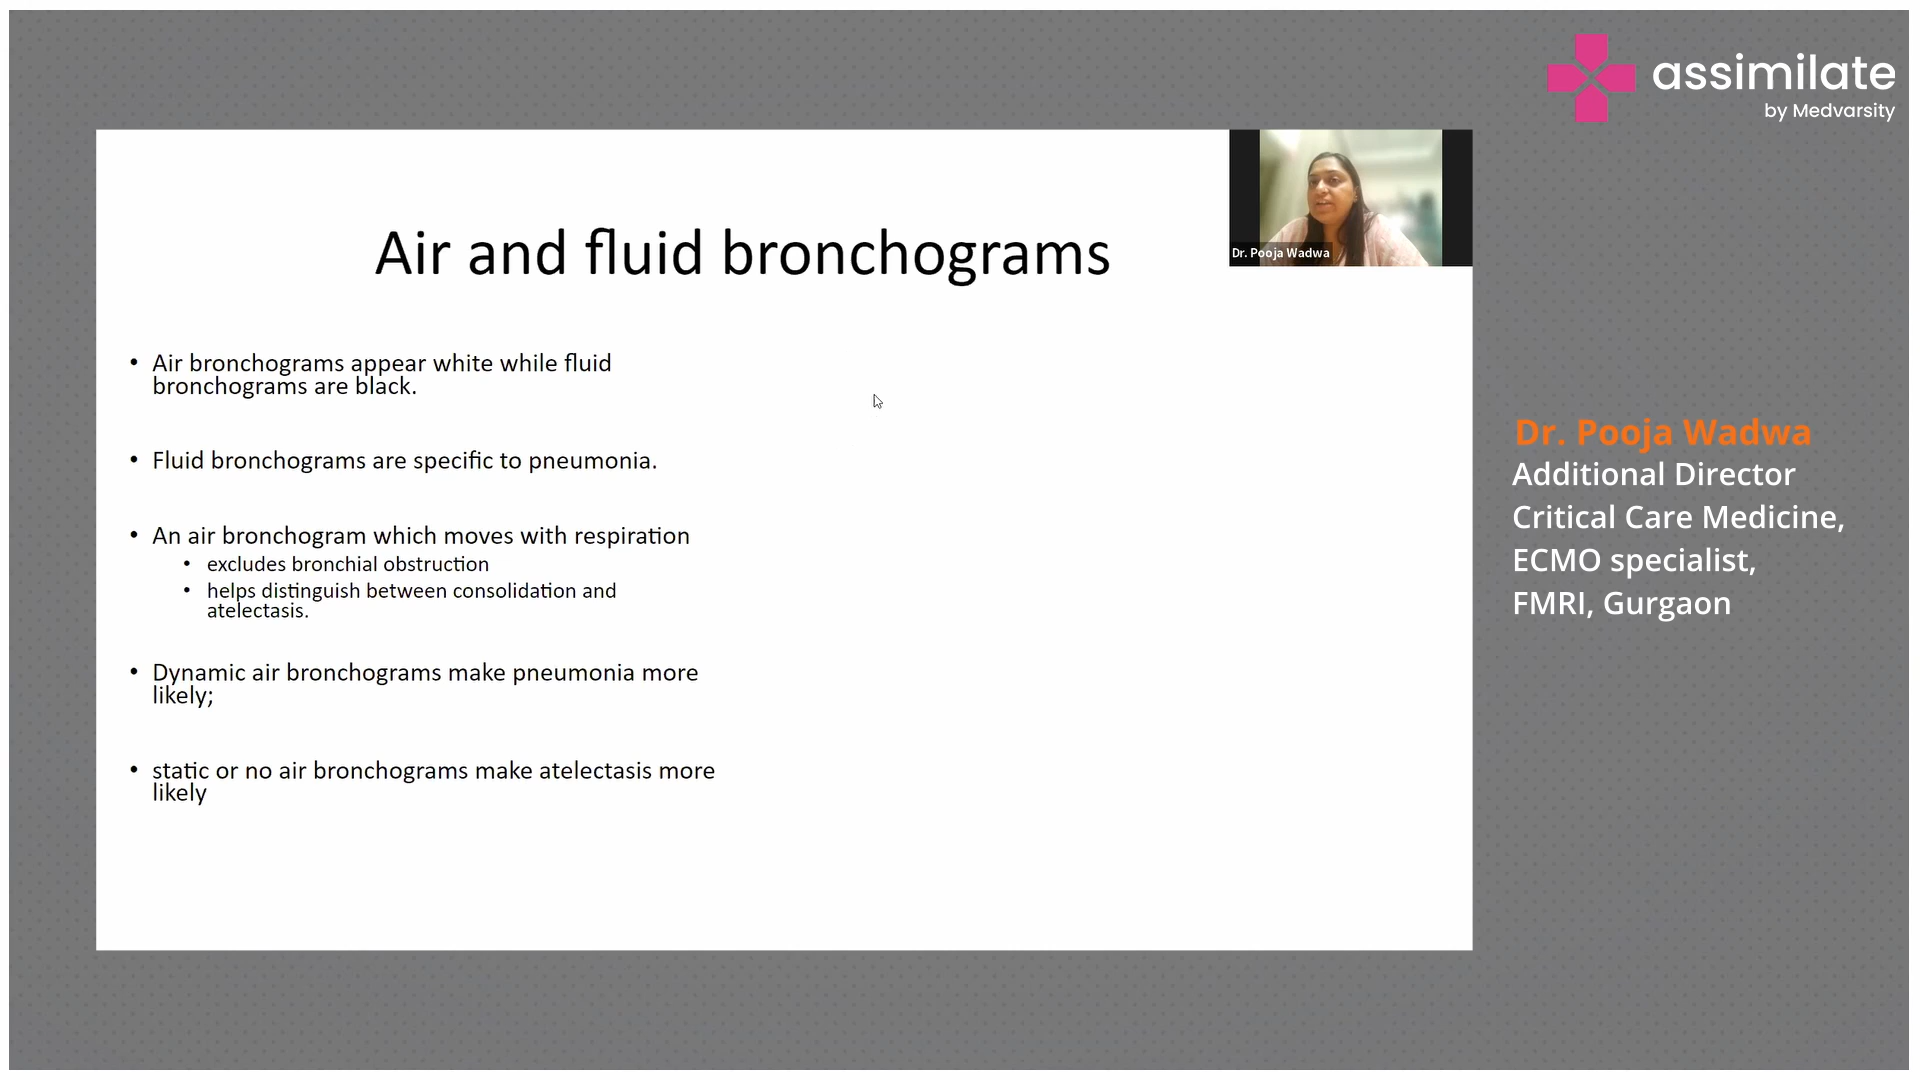 assimilate
by Medvarsity
Dr. Pooja Wadwa
Air and fluid bronchograms
• Air bronchograms appear white while fluid
bronchograms are black.
• Fluid bronchograms are specific to pneumonia.
• An air bronchogram which moves with respiration
• excludes bronchial obstruction
• helps distinguish between consolidation and
atelectasis.
• Dynamic air bronchograms make pneumonia more
likely;
• static or no air bronchograms make atelectasis more
likely
Dr. Pooja Wadwa
Additional Director
Critical Care Medicine,
ECMO specialist,
FMRI, Gurgaon